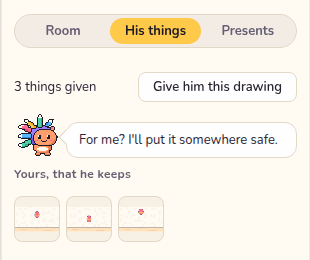 Room
His things
Presents
3 things given
Give him this drawing
For me? I'll put it somewhere safe.
Yours, that he keeps